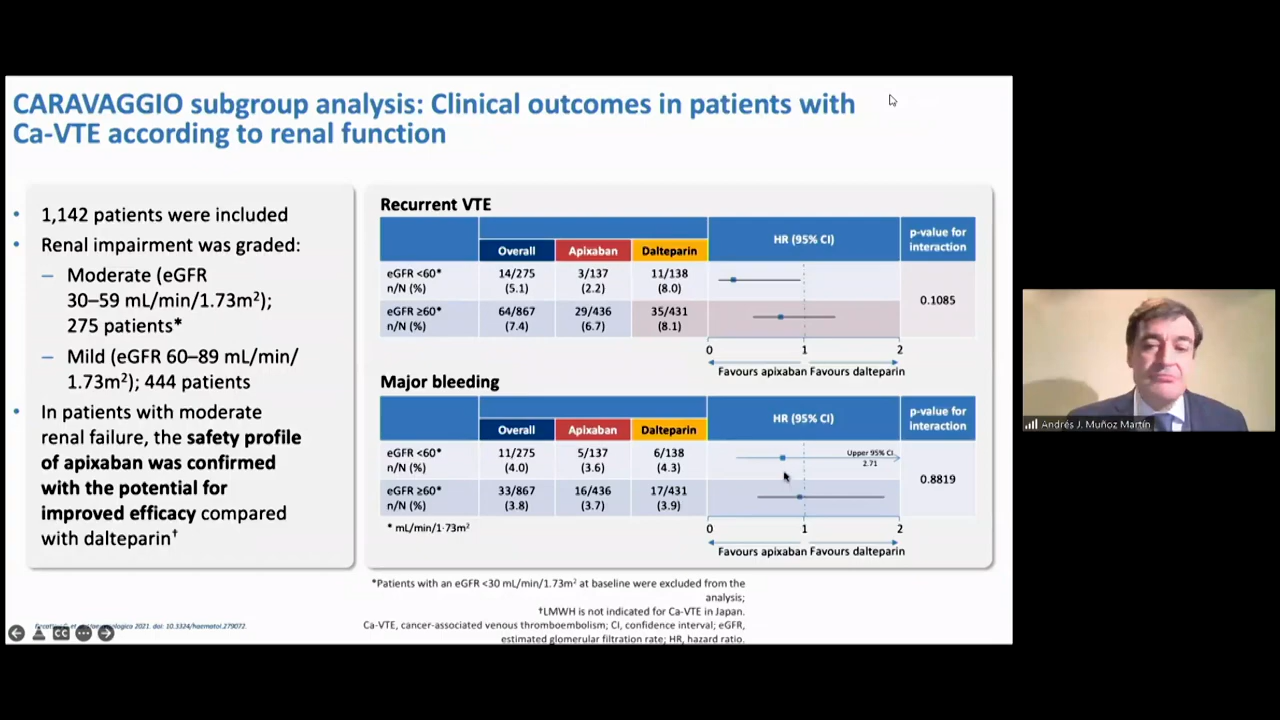 CARAVAGGIO subgroup analysis: Clinical outcomes in patients with
Ca-VTE according to renal function
• 1,142 patients were included
• Renal impairment was graded:
– Moderate (eGFR
30–59 mL/min/1.73m²);
275 patients*
– Mild (eGFR 60–89 mL/min/
1.73m²); 444 patients
• In patients with moderate
renal failure, the safety profile
of apixaban was confirmed
with the potential for
improved efficacy compared
with dalteparin†
Recurrent VTE
Overall Apixaban Dalteparin HR (95% CI) p-value for
interaction
eGFR <60* 14/275 3/137 11/138
n/N (%) (5.1) (2.2) (8.0)
0.1085
eGFR ≥60* 64/867 29/436 35/431
n/N (%) (7.4) (6.7) (8.1)
0 1 2
Favours apixaban Favours dalteparin
Major bleeding
Overall Apixaban Dalteparin HR (95% CI) p-value for
interaction
eGFR <60* 11/275 5/137 6/138 Upper 95% CI
n/N (%) (4.0) (3.6) (4.3) 2.71
0.8819
eGFR ≥60* 33/867 16/436 17/431
n/N (%) (3.8) (3.7) (3.9)
* mL/min/1·73m² 0 1 2
Favours apixaban Favours dalteparin
*Patients with an eGFR <30 mL/min/1.73m² at baseline were excluded from the
analysis;
†LMWH is not indicated for Ca-VTE in Japan.
Ca-VTE, cancer-associated venous thromboembolism; CI, confidence interval; eGFR,
estimated glomerular filtration rate; HR, hazard ratio.
2021. doi: 10.3324/haematol.279072.
CC
Andrés J. Muñoz Martín